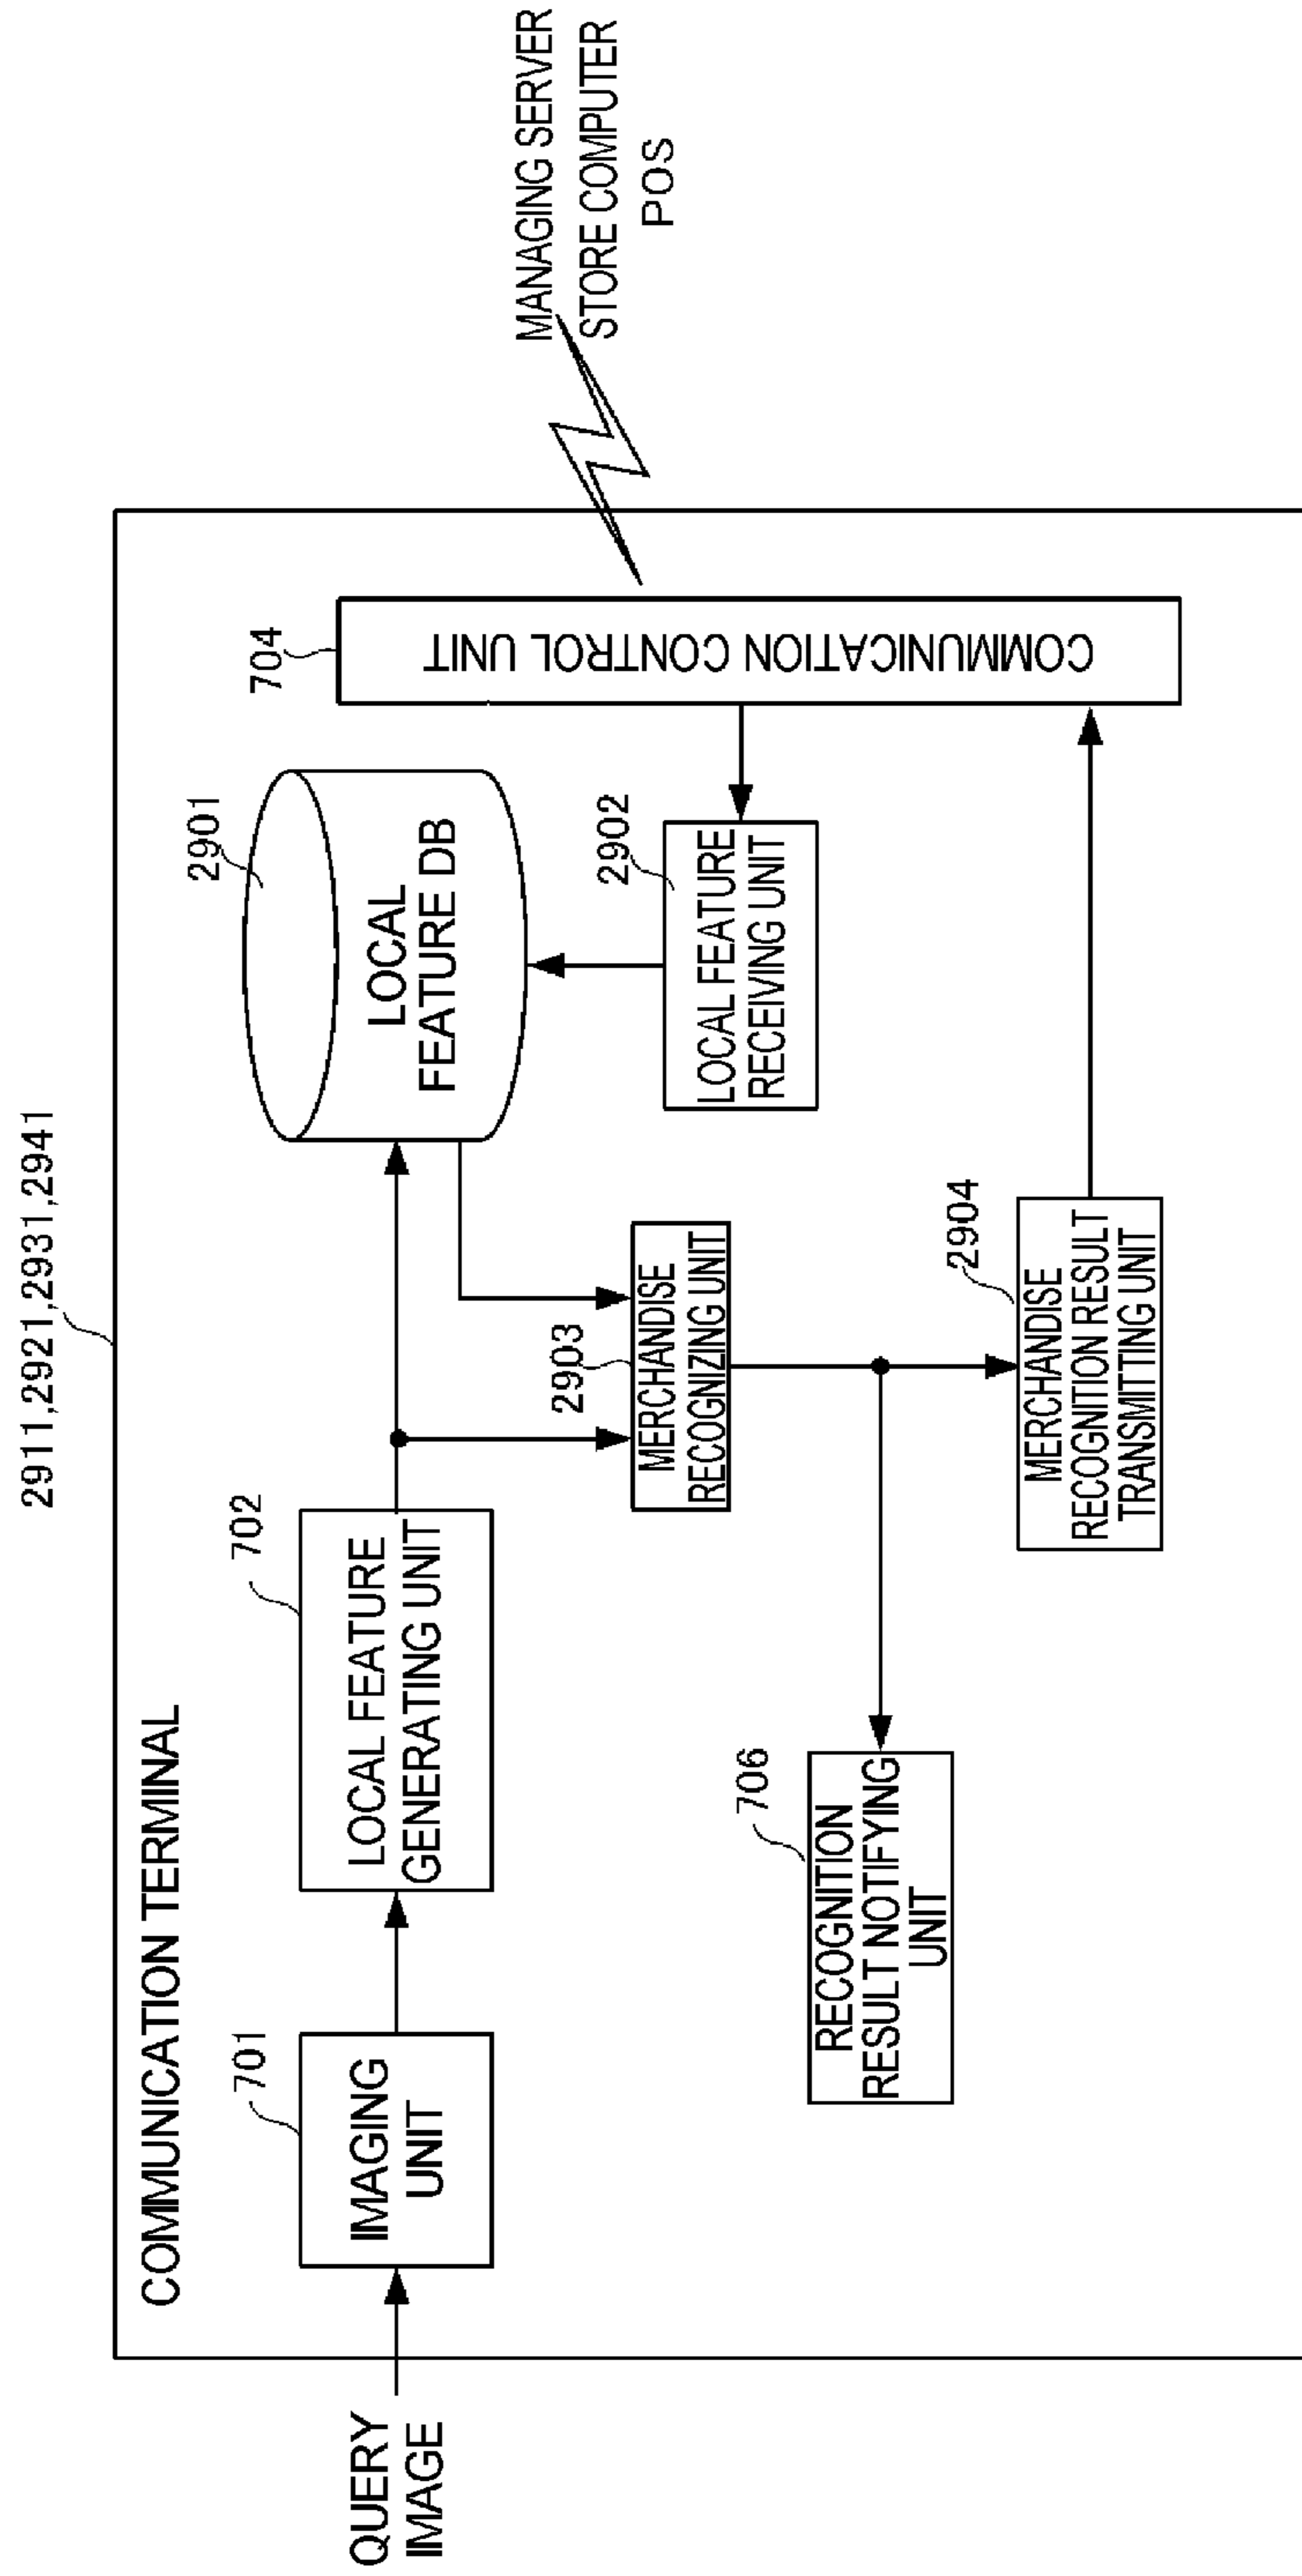 2911,2921,2931,2941
COMMUNICATION TERMINAL
QUERY
IMAGE
701
IMAGING
UNIT
702
LOCAL FEATURE
GENERATING UNIT
2901
LOCAL
FEATURE DB
704
COMMUNICATION CONTROL UNIT
MANAGING SERVER
STORE COMPUTER
POS
2902
LOCAL FEATURE
RECEIVING UNIT
2903
MERCHANDISE
RECOGNIZING UNIT
706
RECOGNITION
RESULT NOTIFYING
UNIT
2904
MERCHANDISE
RECOGNITION RESULT
TRANSMITTING UNIT